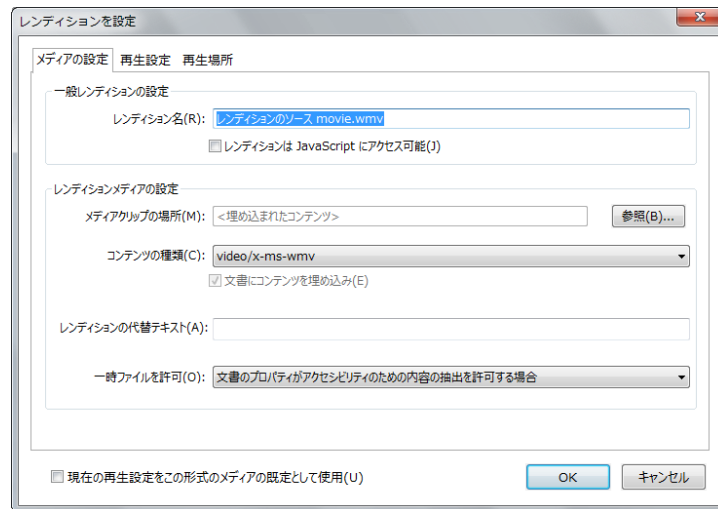 レンディションを設定
メディアの設定 再生設定 再生場所
一般レンディションの設定
レンディション名(R): レンディションのソース movie.wmv
レンディションは JavaScript にアクセス可能(J)
レンディションメディアの設定
メディアクリップの場所(M): <埋め込まれたコンテンツ> 参照(B)...
コンテンツの種類(C): video/x-ms-wmv
文書にコンテンツを埋め込み(E)
レンディションの代替テキスト(A):
一時ファイルを許可(O): 文書のプロパティがアクセシビリティのための内容の抽出を許可する場合
現在の再生設定をこの形式のメディアの既定として使用(U) OK キャンセル